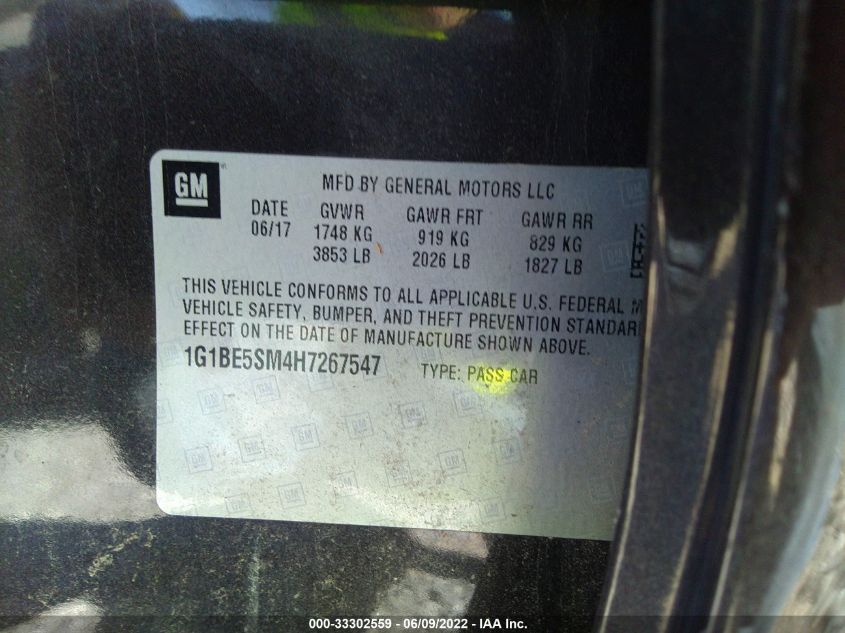 GM
MFD BY GENERAL MOTORS LLC
DATE GVWR GAWR FRT GAWR RR
06/17 1748 KG 919 KG 829 KG
3853 LB 2026 LB 1827 LB
THIS VEHICLE CONFORMS TO ALL APPLICABLE U.S. FEDERAL M
VEHICLE SAFETY, BUMPER, AND THEFT PREVENTION STANDAR
EFFECT ON THE DATE OF MANUFACTURE SHOWN ABOVE.
1G1BE5SM4H7267547 TYPE: PASS CAR
000-33302559 - 06/09/2022 - IAA Inc.